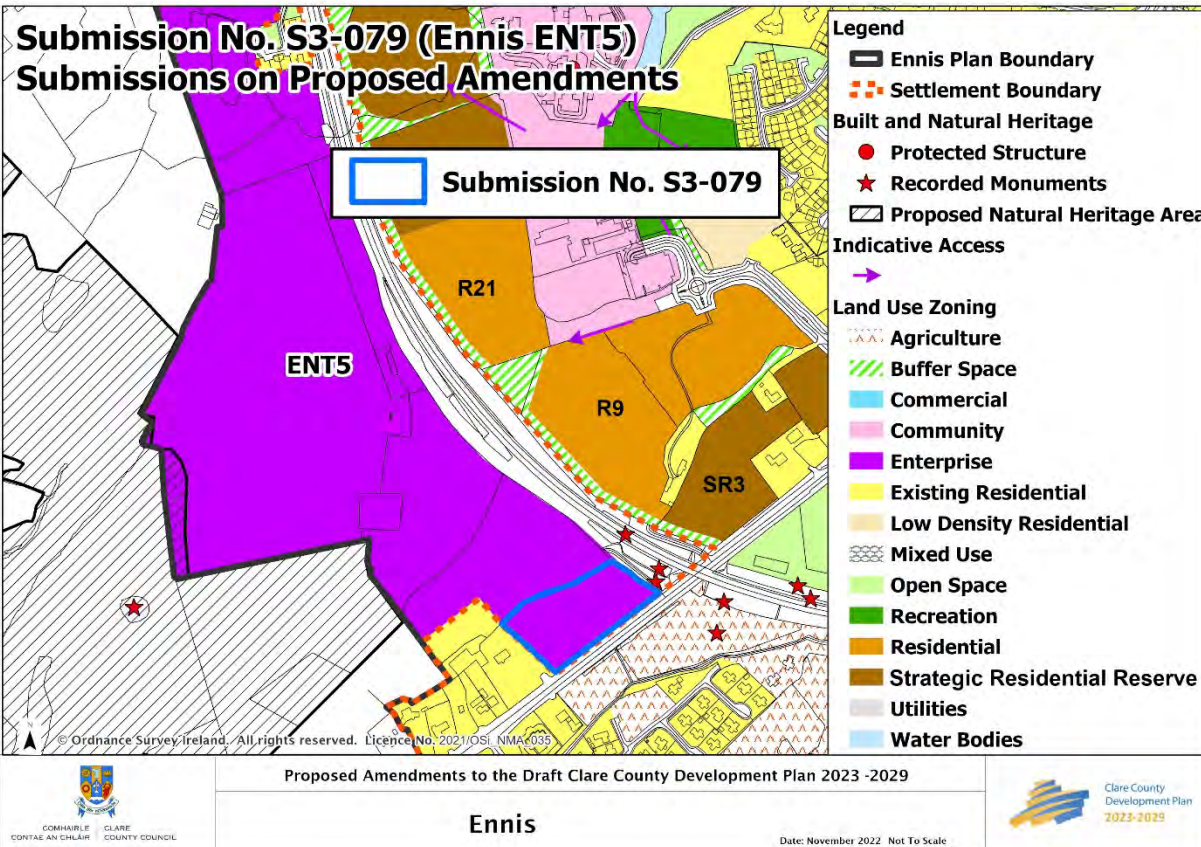 Submission No. S3-079 (Ennis ENT5)
Submissions on Proposed Amendments
Submission No. S3-079
R21
ENT5
R9
SR3
© Ordnance Survey Ireland. All rights reserved. Licence No. 2021/OSi_NMA_035
Legend
Ennis Plan Boundary
Settlement Boundary
Built and Natural Heritage
Protected Structure
Recorded Monuments
Proposed Natural Heritage Area
Indicative Access
Land Use Zoning
Agriculture
Buffer Space
Commercial
Community
Enterprise
Existing Residential
Low Density Residential
Mixed Use
Open Space
Recreation
Residential
Strategic Residential Reserve
Utilities
Water Bodies
COMHAIRLE CLARE
CONTAE AN CHLÁIR COUNTY COUNCIL
Proposed Amendments to the Draft Clare County Development Plan 2023 -2029
Ennis
Date: November 2022 Not To Scale
Clare County
Development Plan
2023-2029